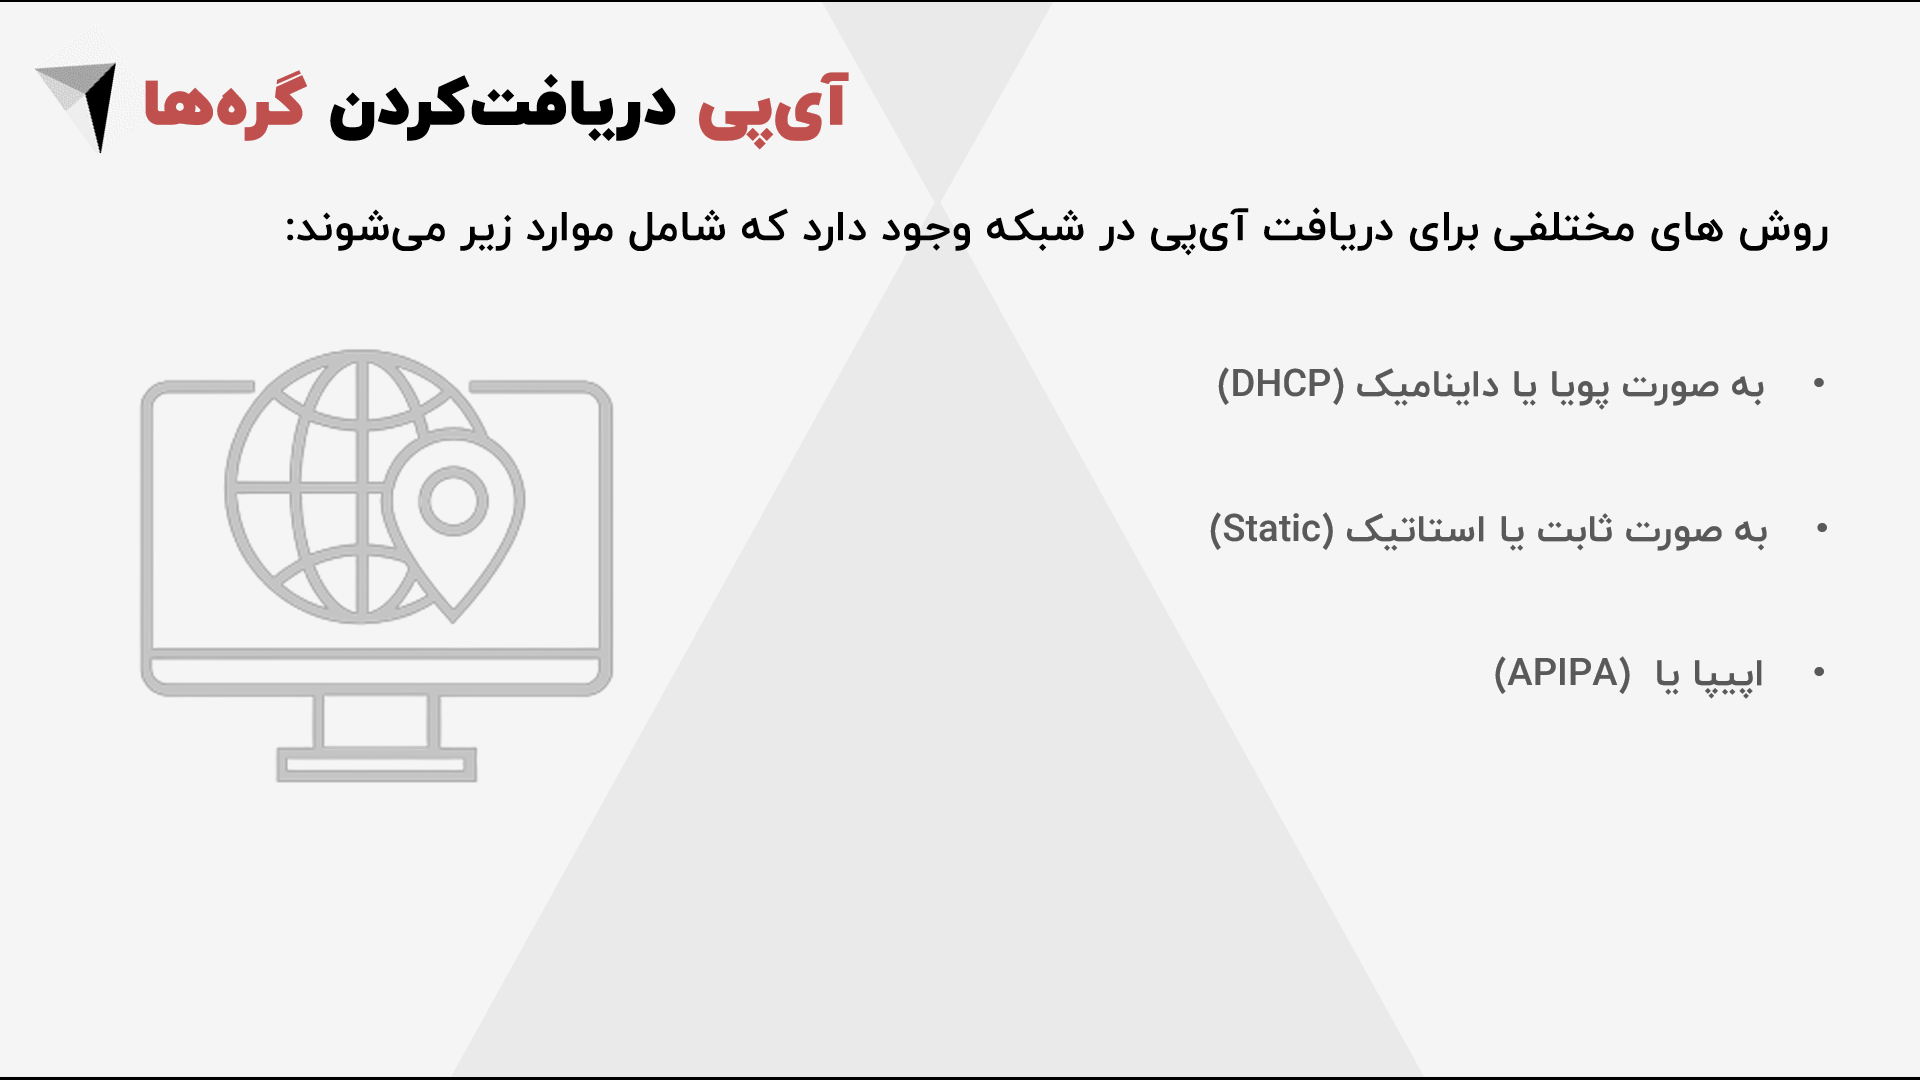 آی‌پی دریافت‌کردن گره‌ها
روش های مختلفی برای دریافت آی‌پی در شبکه وجود دارد که شامل موارد زیر می‌شوند:
• به صورت پویا یا داینامیک (DHCP)
• به صورت ثابت یا استاتیک (Static)
• اپیپا یا (APIPA)